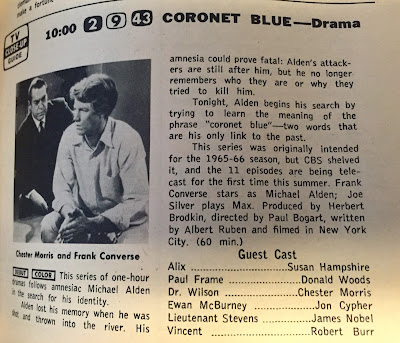 make a fortune
TV
CLOSE-UP
GUIDE
10:00 2 9 43 CORONET BLUE—Drama
Chester Morris and Frank Converse
DEBUT COLOR This series of one-hour
dramas follows amnesiac Michael Alden
in the search for his identity.
Alden lost his memory when he was
shot and thrown into the river. His
amnesia could prove fatal: Alden's attack-
ers are still after him, but he no longer
remembers who they are or why they
tried to kill him.
Tonight, Alden begins his search by
trying to learn the meaning of the
phrase "coronet blue"—two words that
are his only link to the past.
This series was originally intended
for the 1965-66 season, but CBS shelved
it, and the 11 episodes are being tele-
cast for the first time this summer. Frank
Converse stars as Michael Alden; Joe
Silver plays Max. Produced by Herbert
Brodkin, directed by Paul Bogart, written
by Albert Ruben and filmed in New York
City. (60 min.)
Guest Cast
Alix ..........Susan Hampshire
Paul Frame ..........Donald Woods
Dr. Wilson ..........Chester Morris
Ewan McBurney ..........Jon Cypher
Lieutenant Stevens ..........James Nobel
Vincent ..........Robert Burr